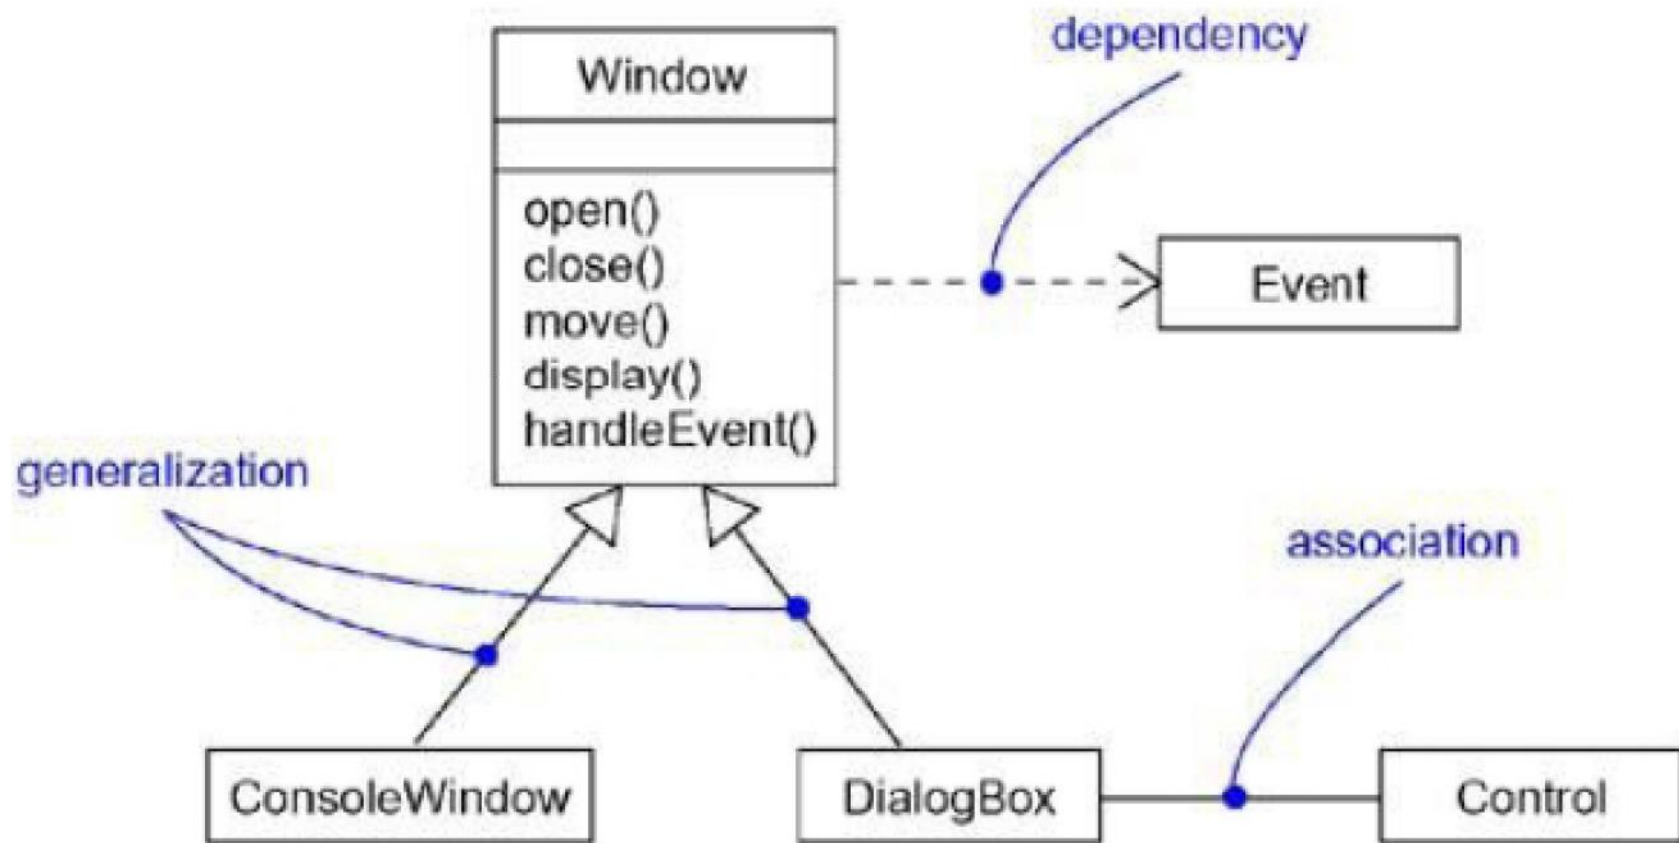 dependency
Window
open()
close()
move()
display()
handleEvent()
Event
generalization
association
ConsoleWindow
DialogBox
Control